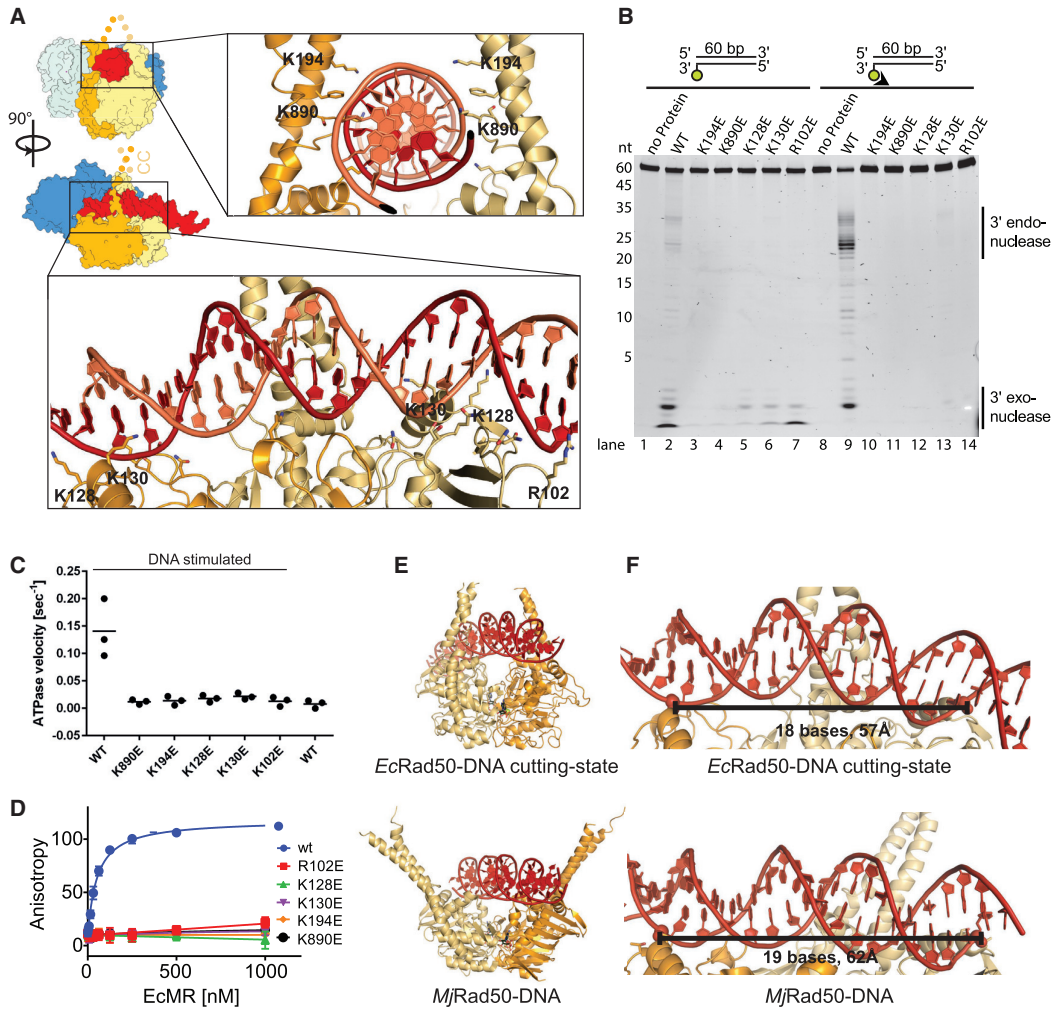 A
90°
CC
K194
K194
K890
K890
K130
K128
K130
K128
R102
B
5' 60 bp 3'
3' 5'
5' 60 bp 3'
3' 5'
no Protein WT K194E K890E K128E K130E R102E no Protein WT K194E K890E K128E K130E R102E
nt
60
45
35
25
20
15
10
5
3' endo-
nuclease
3' exo-
nuclease
lane 1 2 3 4 5 6 7 8 9 10 11 12 13 14
C
DNA stimulated
ATPase velocity [sec⁻¹]
0.25
0.20
0.15
0.10
0.05
0.00
-0.05
WT K890E K194E K128E K130E K102E WT
D
Anisotropy
100
50
0
0 500 1000
EcMR [nM]
wt
R102E
K128E
K130E
K194E
K890E
E
EcRad50-DNA cutting-state
MjRad50-DNA
F
18 bases, 57Å
EcRad50-DNA cutting-state
19 bases, 62Å
MjRad50-DNA